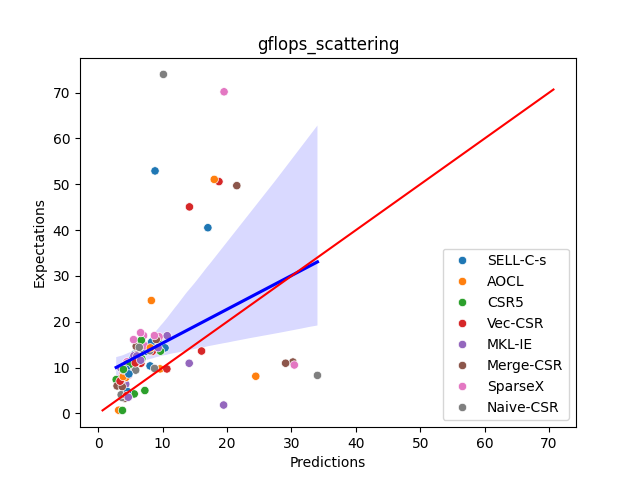 gflops_scattering
Expectations
70
60
50
40
30
20
10
0
0 10 20 30 40 50 60 70
Predictions
SELL-C-s
AOCL
CSR5
Vec-CSR
MKL-IE
Merge-CSR
SparseX
Naive-CSR